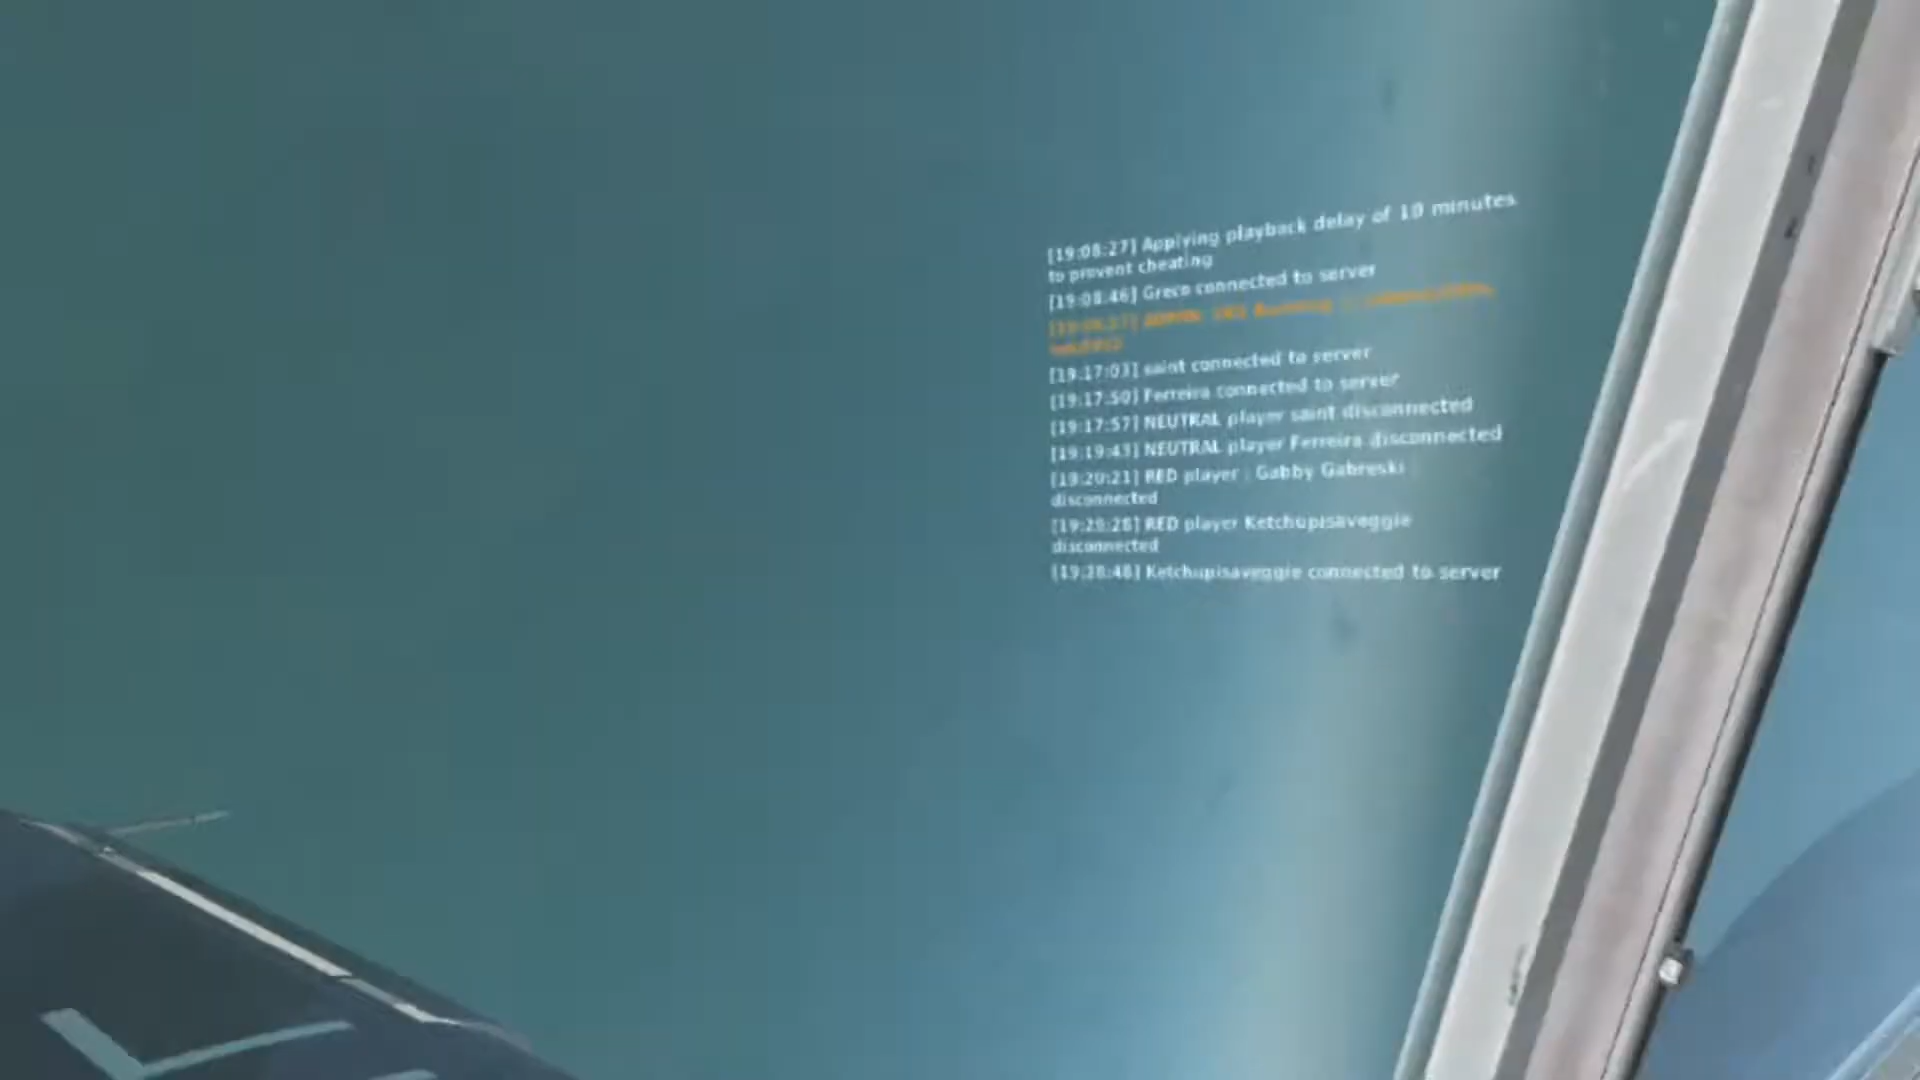 [19:08:27] Applying playback delay of 10 minutes
to prevent cheating
[19:08:46] Greco connected to server
[19:17:03] saint connected to server
[19:17:50] Ferreira connected to server
[19:17:57] NEUTRAL player saint disconnected
[19:19:43] NEUTRAL player Ferreira disconnected
[19:20:21] RED player : Gabby Gabreski
disconnected
RED player Ketchupisaveggie
disconnected
[19:28:48] Ketchupisaveggie connected to server